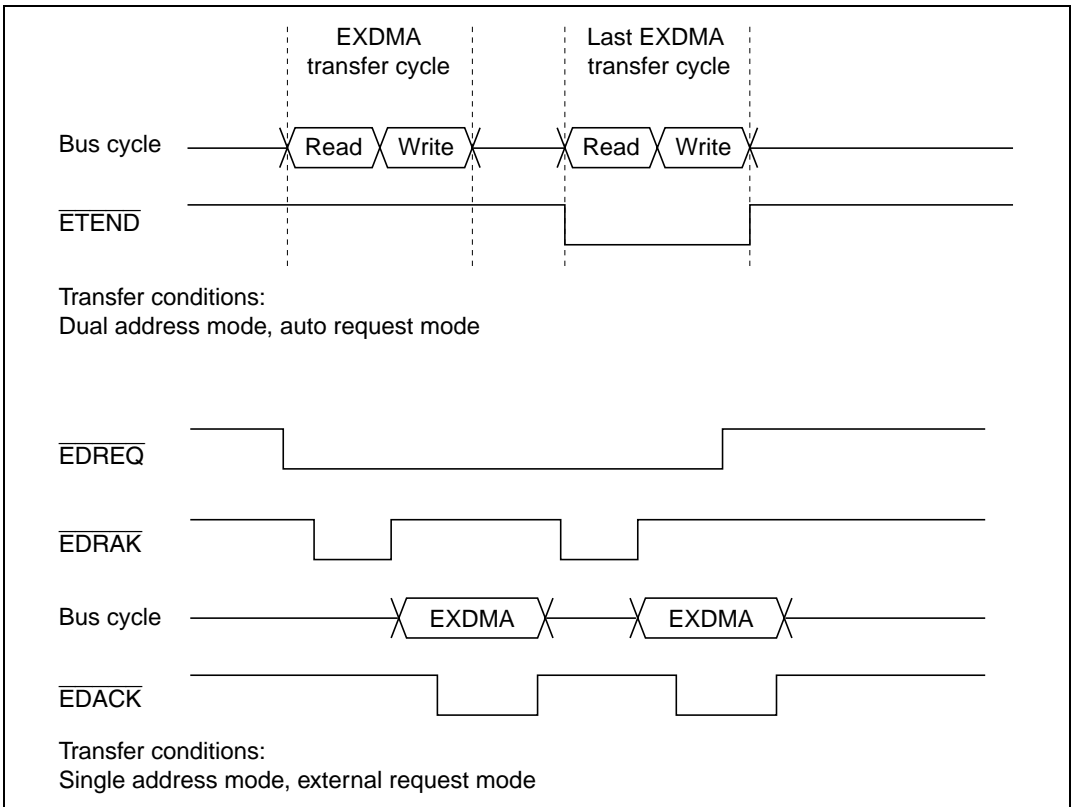 EXDMA
transfer cycle
Last EXDMA
transfer cycle
Bus cycle
Read
Write
Read
Write
ETEND
Transfer conditions:
Dual address mode, auto request mode
EDREQ
EDRAK
Bus cycle
EXDMA
EXDMA
EDACK
Transfer conditions:
Single address mode, external request mode